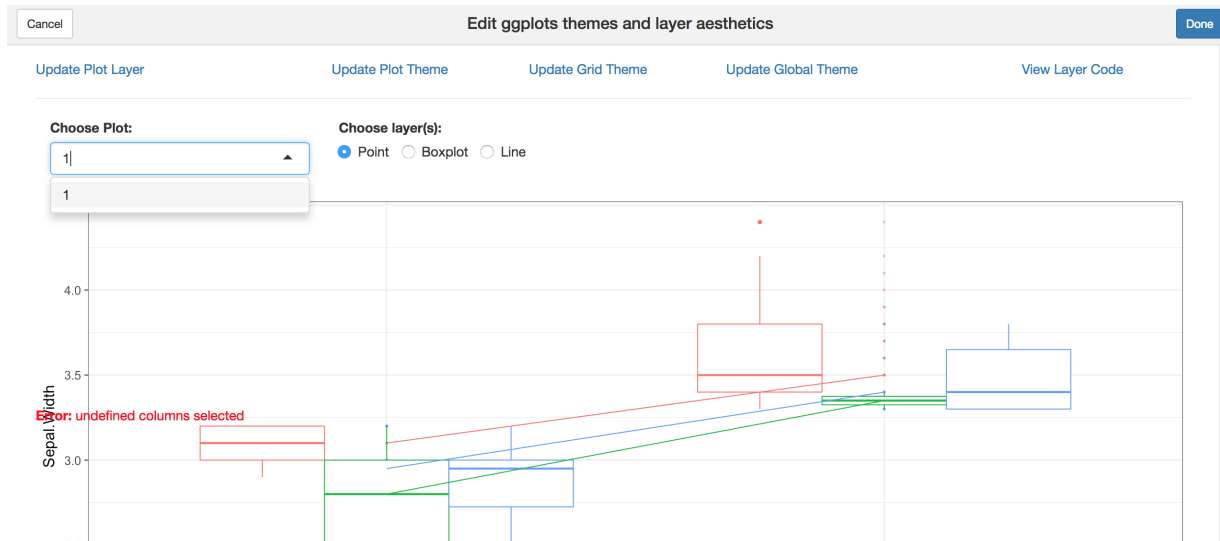 Cancel Edit ggplots themes and layer aesthetics Done
Update Plot Layer Update Plot Theme Update Grid Theme Update Global Theme View Layer Code
Choose Plot: Choose layer(s):
1 Point Boxplot Line
1
4.0
3.5
Sepal.Width
Error: undefined columns selected
3.0